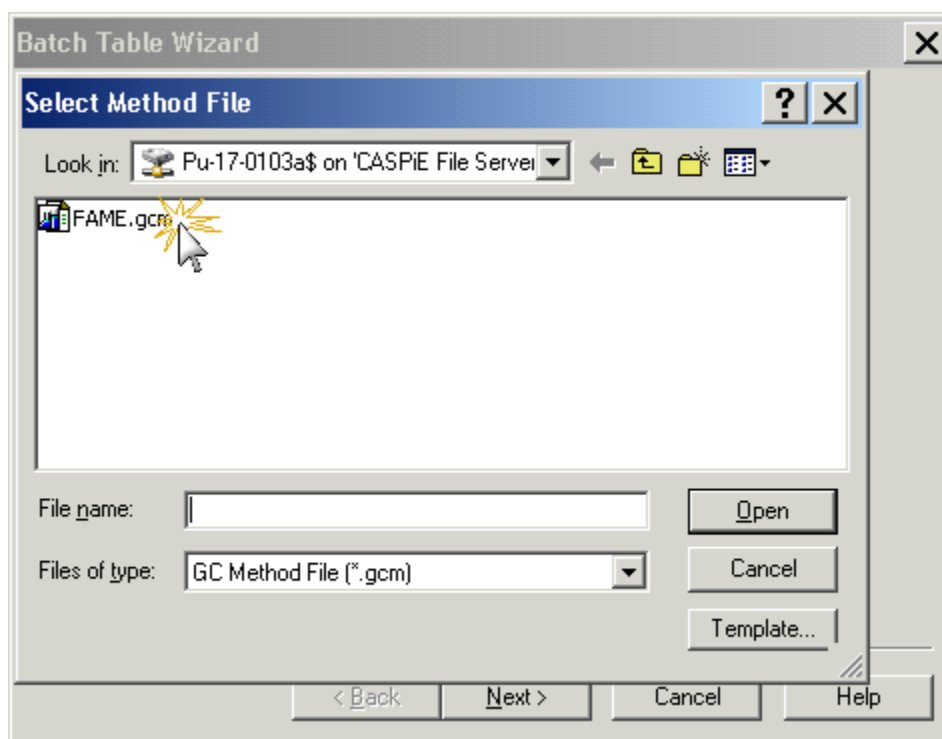 Batch Table Wizard
Select Method File
Look in: Pu-17-0103a$ on 'CASPiE File Server
FAME.gcm
File name:
Open
Files of type: GC Method File (*.gcm)
Cancel
Template...
< Back Next > Cancel Help